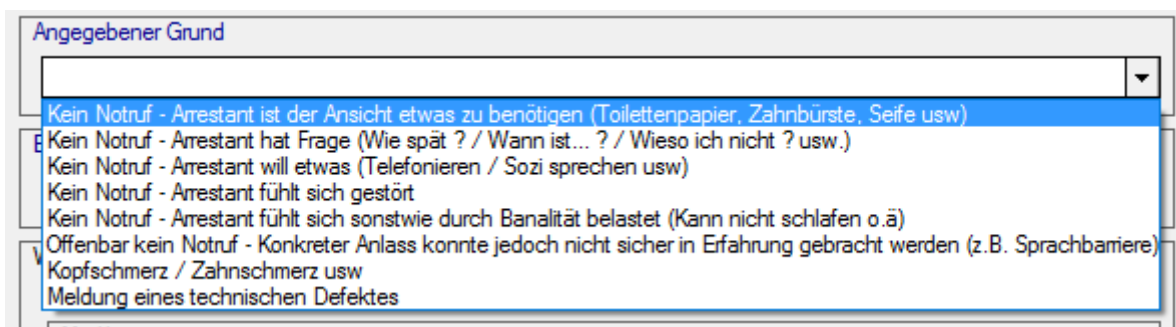 Angegebener Grund
Kein Notruf - Arrestant ist der Ansicht etwas zu benötigen (Toilettenpapier, Zahnbürste, Seife usw)
Kein Notruf - Arrestant hat Frage (Wie spät ? / Wann ist... ? / Wieso ich nicht ? usw.)
Kein Notruf - Arrestant will etwas (Telefonieren / Sozi sprechen usw)
Kein Notruf - Arrestant fühlt sich gestört
Kein Notruf - Arrestant fühlt sich sonstwie durch Banalität belastet (Kann nicht schlafen o.ä)
Offenbar kein Notruf - Konkreter Anlass konnte jedoch nicht sicher in Erfahrung gebracht werden (z.B. Sprachbarriere)
Kopfschmerz / Zahnschmerz usw
Meldung eines technischen Defektes